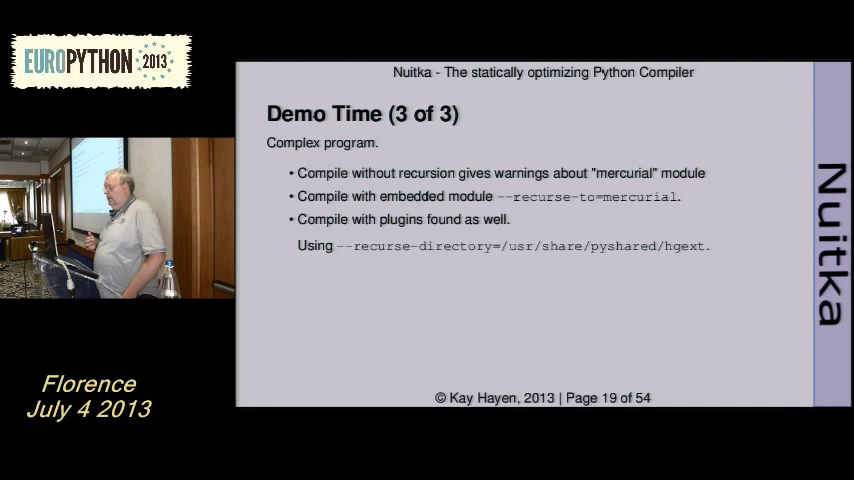 EUROPYTHON 2013
Nuitka - The statically optimizing Python Compiler
Demo Time (3 of 3)
Complex program.
• Compile without recursion gives warnings about "mercurial" module
• Compile with embedded module --recurse-to=mercurial.
• Compile with plugins found as well.
Using --recurse-directory=/usr/share/pyshared/hgext.
© Kay Hayen, 2013 | Page 19 of 54
Nuitka
Florence
July 4 2013